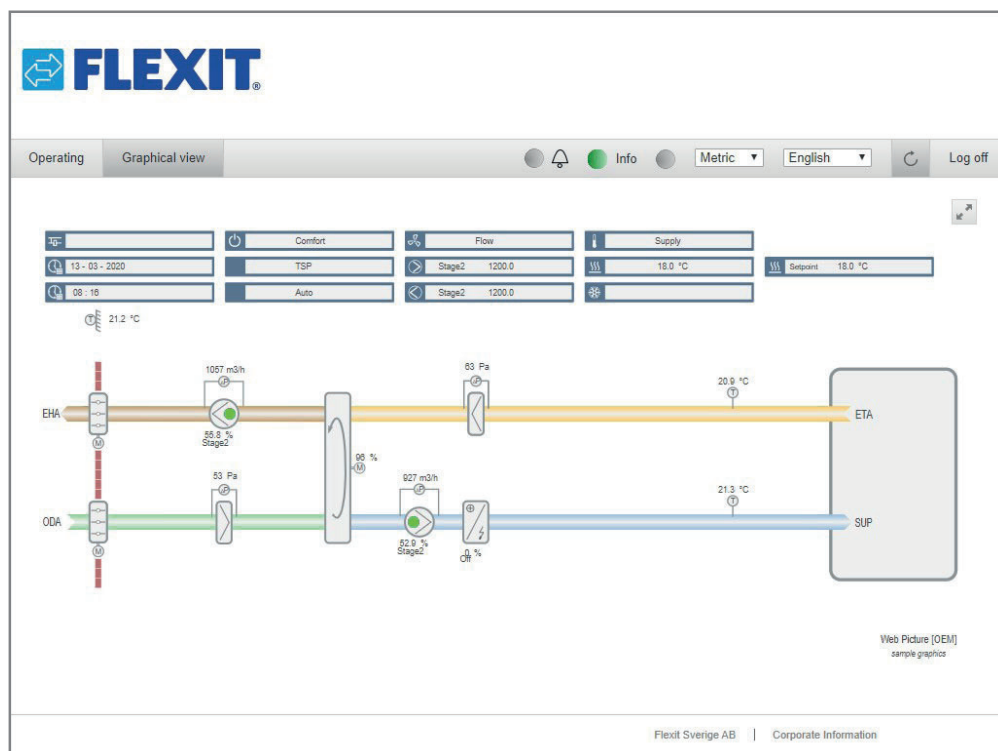 FLEXIT®
Operating Graphical view Info Metric English Log off
Comfort Flow Supply
13 - 03 - 2020 TSP Stage2 1200.0 18.0 °C Setpoint 18.0 °C
08 : 16 Auto Stage2 1200.0
T 21.2 °C
1057 m3/h 63 Pa 20.9 °C
T
EHA ETA
M 55.8 %
Stage2
96 %
M
53 Pa 927 m3/h 21.3 °C
T
ODA SUP
M 52.9 % 0 %
Stage2 Off
Web Picture [OEM]
sample graphics
Flexit Sverige AB | Corporate Information